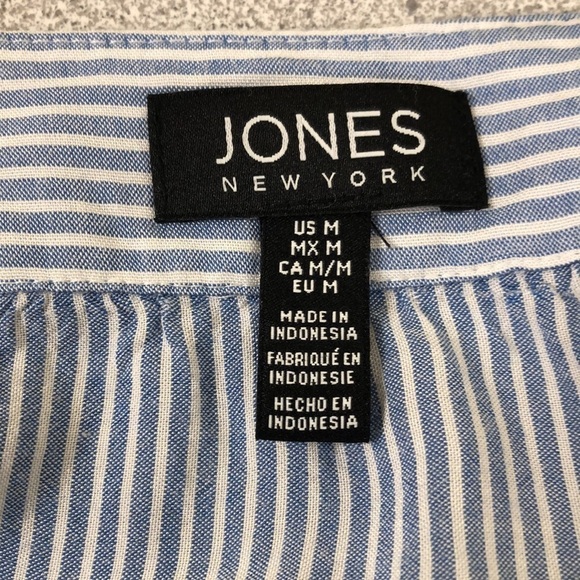 JONES
NEW YORK
US M
MX M
CA M/M
EU M
MADE IN
INDONESIA
FABRIQUÉ EN
INDONESIE
HECHO EN
INDONESIA